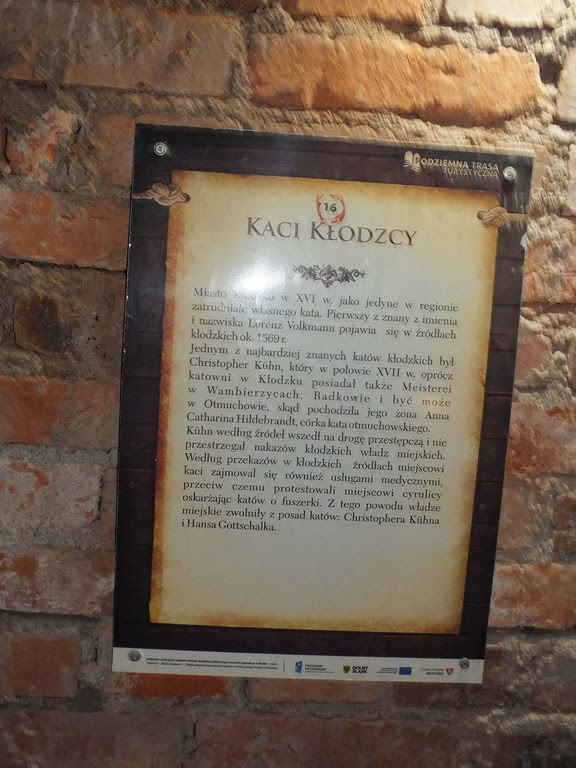 PODZIEMNA TRASA
TURYSTYCZNA
16
KACI KŁODZCY
Miasto w XVI w. jako jedyne w regionie
zatrudniało własnego kata. Pierwszy z znany z imienia
i nazwiska Lorenz Volkmann pojawia się w źródłach
kłodzkich ok. 1569 r.
Jednym z najbardziej znanych katów kłodzkich był
Christopher Kühn, który w połowie XVII w. oprócz
katowni w Kłodzku posiadał także Meisterei
w Wambierzycach, Radkowie i być może
w Otmuchowie, skąd pochodziła jego żona Anna
Catharina Hildebrandt, córka kata otmuchowskiego.
Kühn według źródeł wszedł na drogę przestępczą i nie
przestrzegał nakazów kłodzkich władz miejskich.
Według przekazów w kłodzkich źródłach miejscowi
kaci zajmował się również usługami medycznymi,
przeciw czemu protestowali miejscowi cyrulicy
oskarżając katów o fuszerki. Z tego powodu władze
miejskie zwolniły z posad katów: Christophera Kühna
i Hansa Gottschalka.